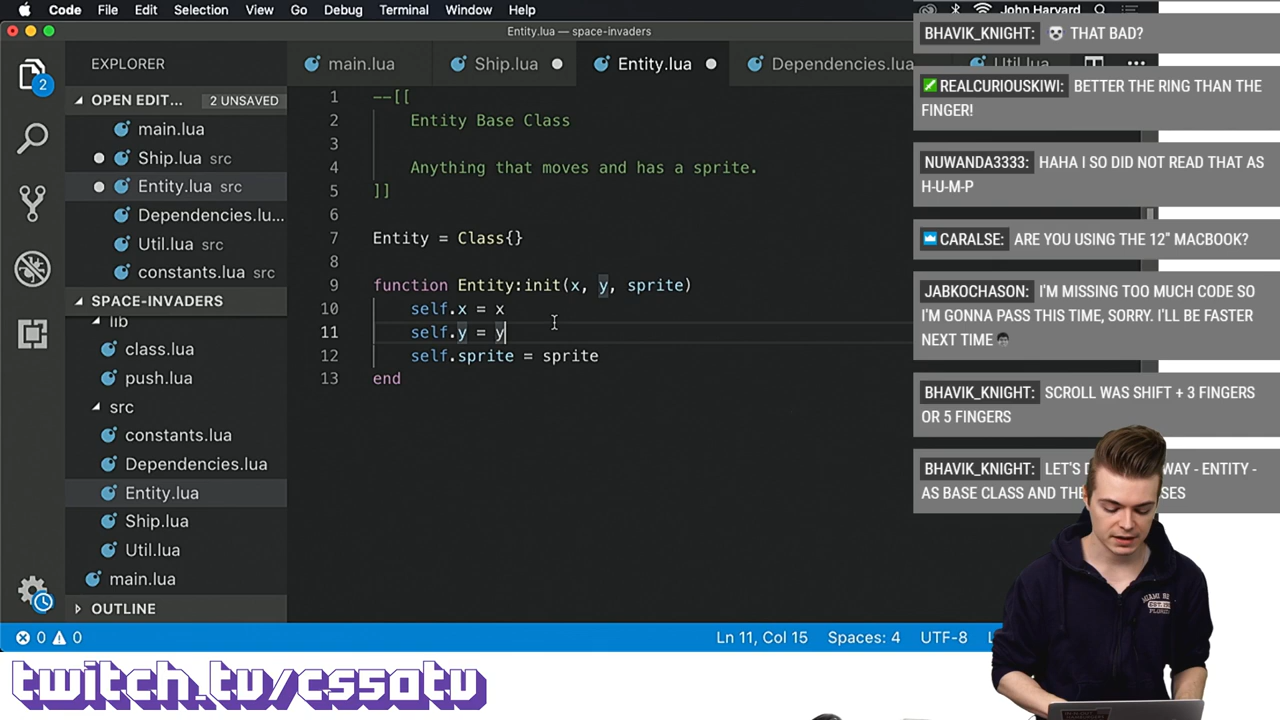 Code File Edit Selection View Go Debug Terminal Window Help John Harvard
Entity.lua — space-invaders
EXPLORER
main.lua Ship.lua Entity.lua Dependencies.lua Util.lua
2
OPEN EDIT... 2 UNSAVED
main.lua
Ship.lua src
Entity.lua src
Dependencies.lu...
Util.lua src
constants.lua src
SPACE-INVADERS
lib
class.lua
push.lua
src
constants.lua
Dependencies.lua
Entity.lua
Ship.lua
Util.lua
main.lua
OUTLINE
1 --[[
2 Entity Base Class
3
4 Anything that moves and has a sprite.
5 ]]
6
7 Entity = Class{}
8
9 function Entity:init(x, y, sprite)
10 self.x = x
11 self.y = y
12 self.sprite = sprite
13 end
BHAVIK_KNIGHT: THAT BAD?
REALCURIOUSKIWI: BETTER THE RING THAN THE
FINGER!
NUWANDA3333: HAHA I SO DID NOT READ THAT AS
H-U-M-P
CARALSE: ARE YOU USING THE 12" MACBOOK?
JABKOCHASON: I'M MISSING TOO MUCH CODE SO
I'M GONNA PASS THIS TIME, SORRY. I'LL BE FASTER
NEXT TIME
BHAVIK_KNIGHT: SCROLL WAS SHIFT + 3 FINGERS
OR 5 FINGERS
BHAVIK_KNIGHT: LET'S WAY - ENTITY -
AS BASE CLASS AND
0 0 Ln 11, Col 15 Spaces: 4 UTF-8
twitch.tv/cs50tv
MIAMI
EST.